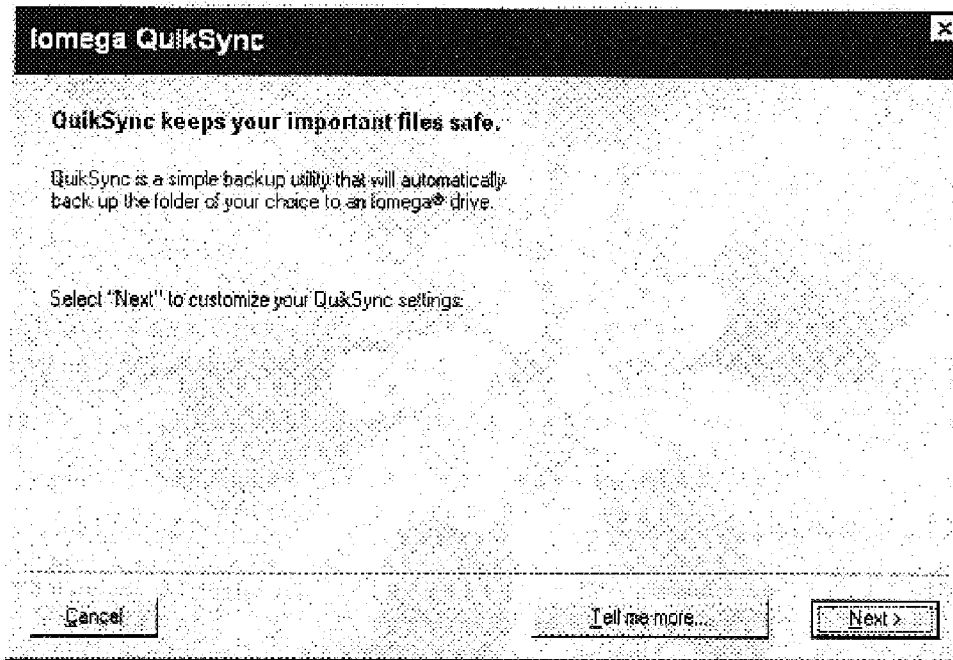 Iomega QuikSync
QuikSync keeps your important files safe.
QuikSync is a simple backup utility that will automatically
back up the folder of your choice to an Iomega® drive.
Select "Next" to customize your QuikSync settings.
Cancel
Tell me more...
Next >